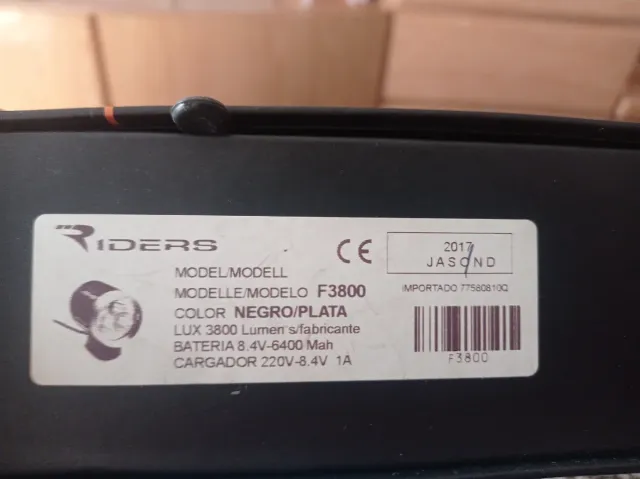 RIDERS
CE
2017
JASOND
IMPORTADO 77580810Q
MODEL/MODELL
MODELLE/MODELO F3800
COLOR NEGRO/PLATA
LUX 3800 Lumen s/fabricante
BATERIA 8.4V-6400 Mah
CARGADOR 220V-8.4V 1A
F3800